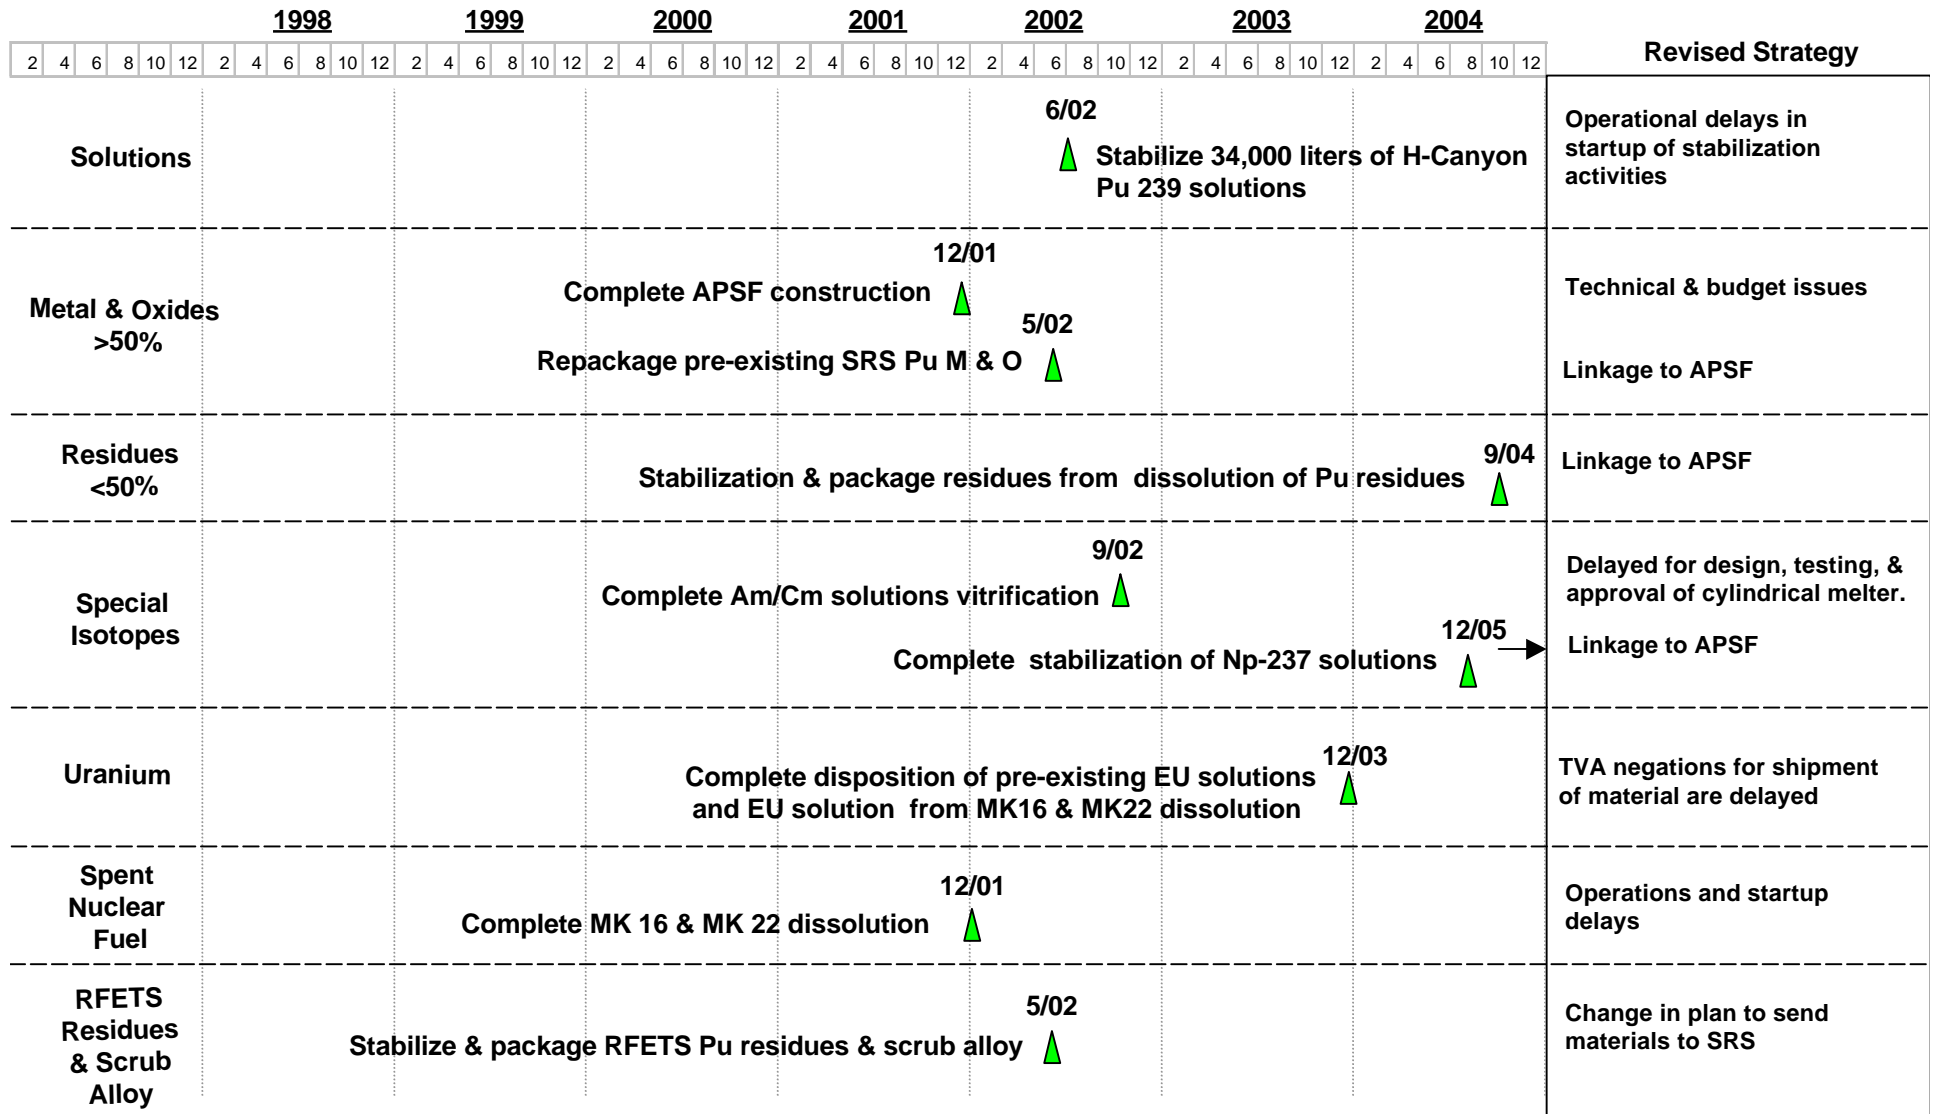 1998 1999 2000 2001 2002 2003 2004
2 4 6 8 10 12 2 4 6 8 10 12 2 4 6 8 10 12 2 4 6 8 10 12 2 4 6 8 10 12 2 4 6 8 10 12 2 4 6 8 10 12 2 4 6 8 10 12
Revised Strategy
Solutions
6/02
Stabilize 34,000 liters of H-Canyon
Pu 239 solutions
Operational delays in
startup of stabilization
activities
Metal & Oxides
>50%
12/01
Complete APSF construction
Technical & budget issues
5/02
Repackage pre-existing SRS Pu M & O
Linkage to APSF
Residues
<50%
9/04
Stabilization & package residues from dissolution of Pu residues
Linkage to APSF
Special
Isotopes
9/02
Complete Am/Cm solutions vitrification
Delayed for design, testing, &
approval of cylindrical melter.
12/05
Complete stabilization of Np-237 solutions
Linkage to APSF
Uranium
12/03
Complete disposition of pre-existing EU solutions
and EU solution from MK16 & MK22 dissolution
TVA negations for shipment
of material are delayed
Spent
Nuclear
Fuel
12/01
Complete MK 16 & MK 22 dissolution
Operations and startup
delays
RFETS
Residues
& Scrub
Alloy
5/02
Stabilize & package RFETS Pu residues & scrub alloy
Change in plan to send
materials to SRS